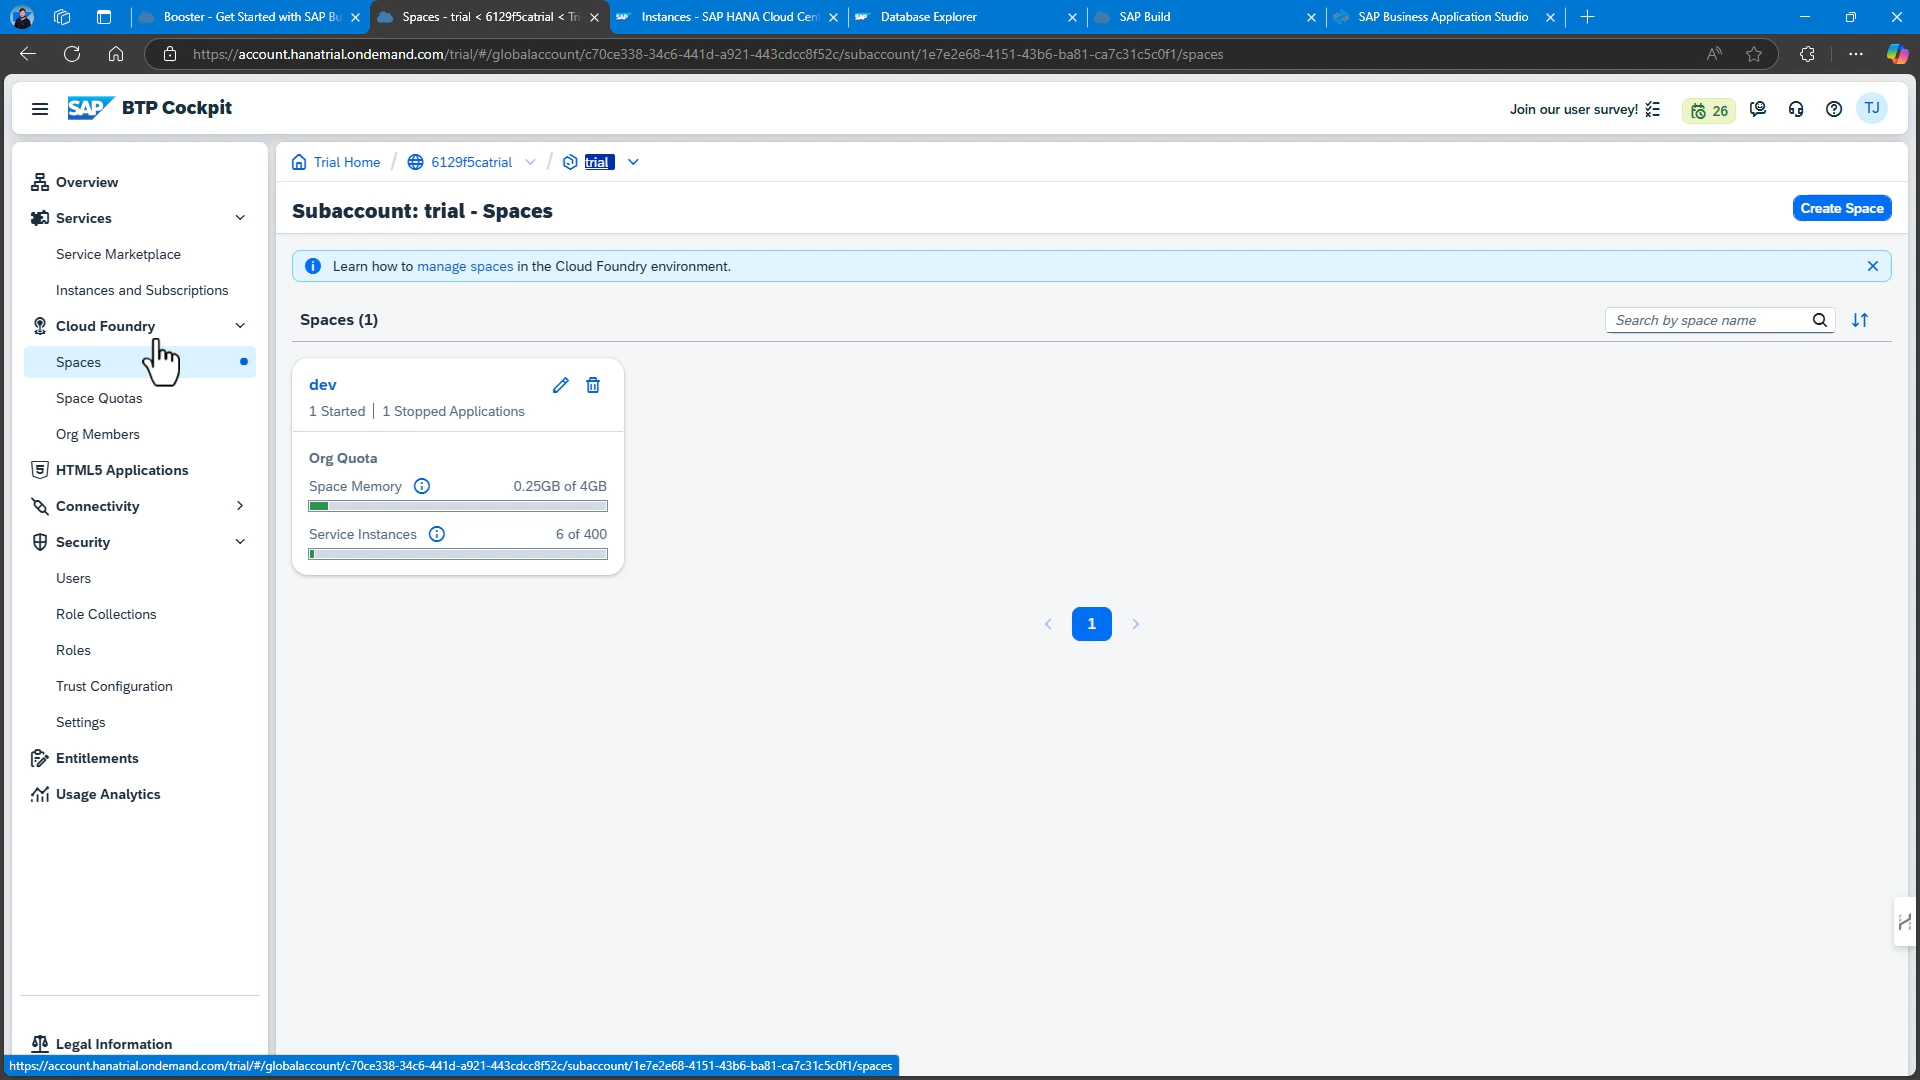 Booster - Get Started with SAP Bu
Spaces - trial < 6129f5catrial < Tri
SAP
Instances - SAP HANA Cloud Cent
SAP
Database Explorer
SAP Build
SAP Business Application Studio
https://account.hanatrial.ondemand.com/trial/#/globalaccount/c70ce338-34c6-441d-a921-443cdcc8f52c/subaccount/1e7e2e68-4151-43b6-ba81-ca7c31c5c0f1/spaces
SAP BTP Cockpit
Join our user survey!
26
TJ
Overview
Services
Service Marketplace
Instances and Subscriptions
Cloud Foundry
Spaces
Space Quotas
Org Members
HTML5 Applications
Connectivity
Security
Users
Role Collections
Roles
Trust Configuration
Settings
Entitlements
Usage Analytics
Legal Information
Trial Home / 6129f5catrial / trial
Subaccount: trial - Spaces
Create Space
Learn how to manage spaces in the Cloud Foundry environment.
Spaces (1)
Search by space name
dev
1 Started | 1 Stopped Applications
Org Quota
Space Memory 0.25GB of 4GB
Service Instances 6 of 400
1
https://account.hanatrial.ondemand.com/trial/#/globalaccount/c70ce338-34c6-441d-a921-443cdcc8f52c/subaccount/1e7e2e68-4151-43b6-ba81-ca7c31c5c0f1/spaces